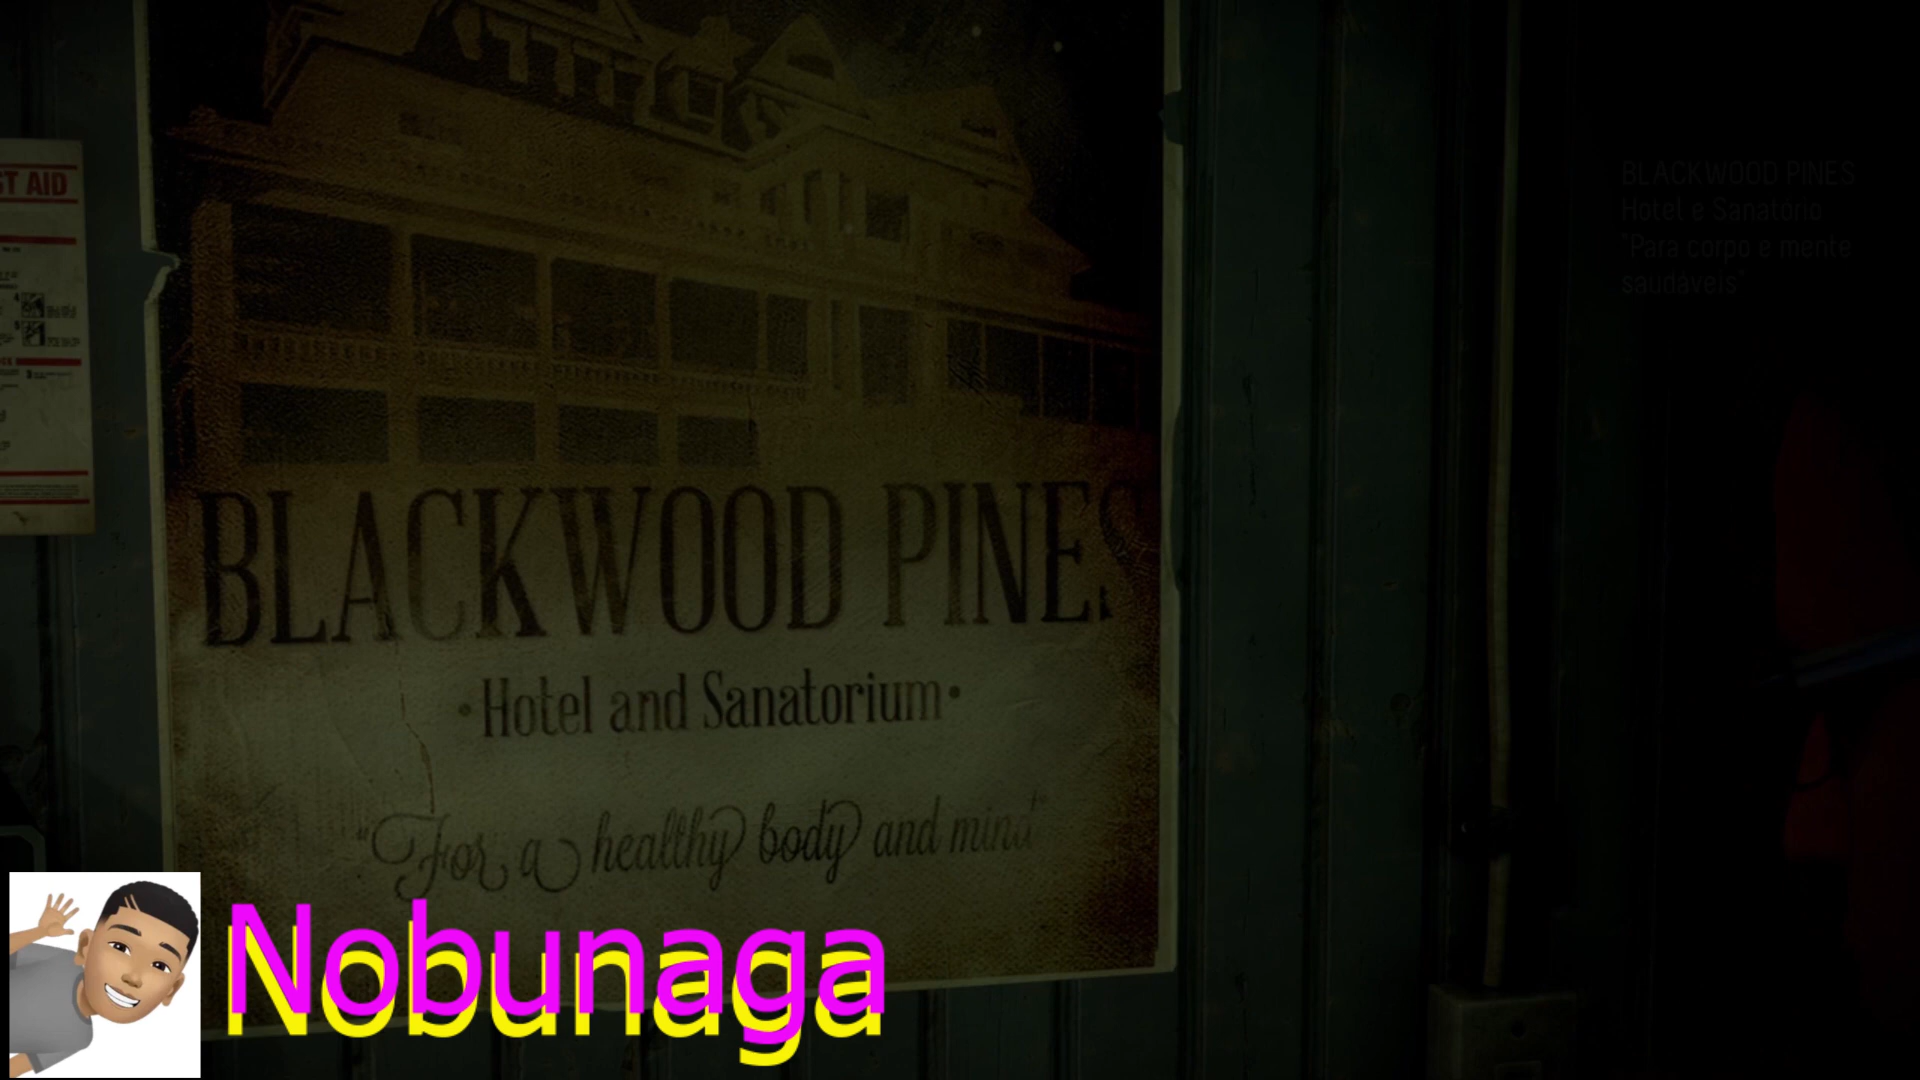 ST AID
BLACKWOOD PINES
Hotel e Sanatório
"Para corpo e mente
saudáveis"
BLACKWOOD PINES
·Hotel and Sanatorium·
"For a healthy body and mind"
Nobunaga